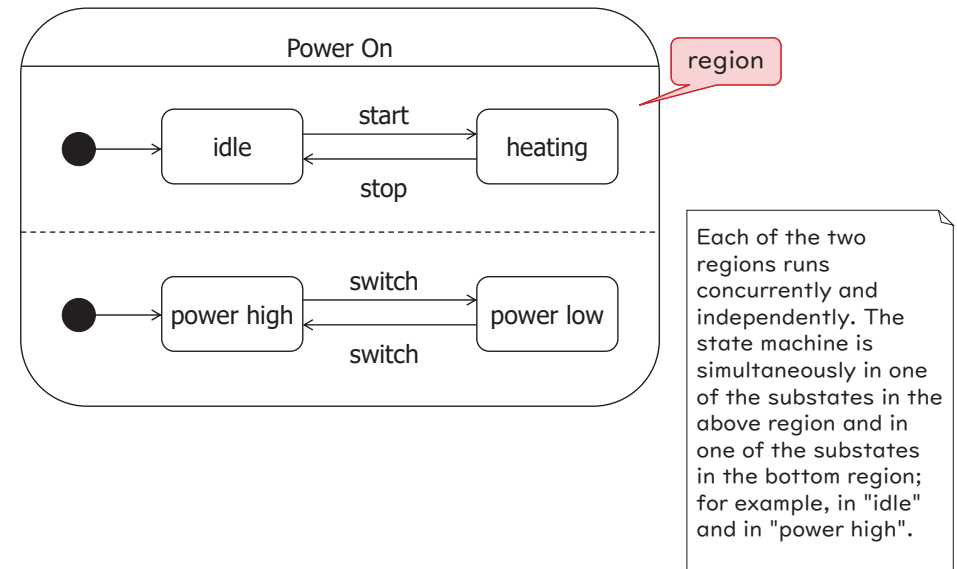 Power On
region
start
idle
heating
stop
switch
power high
power low
switch
Each of the two
regions runs
concurrently and
independently. The
state machine is
simultaneously in one
of the substates in the
above region and in
one of the substates
in the bottom region;
for example, in "idle"
and in "power high".